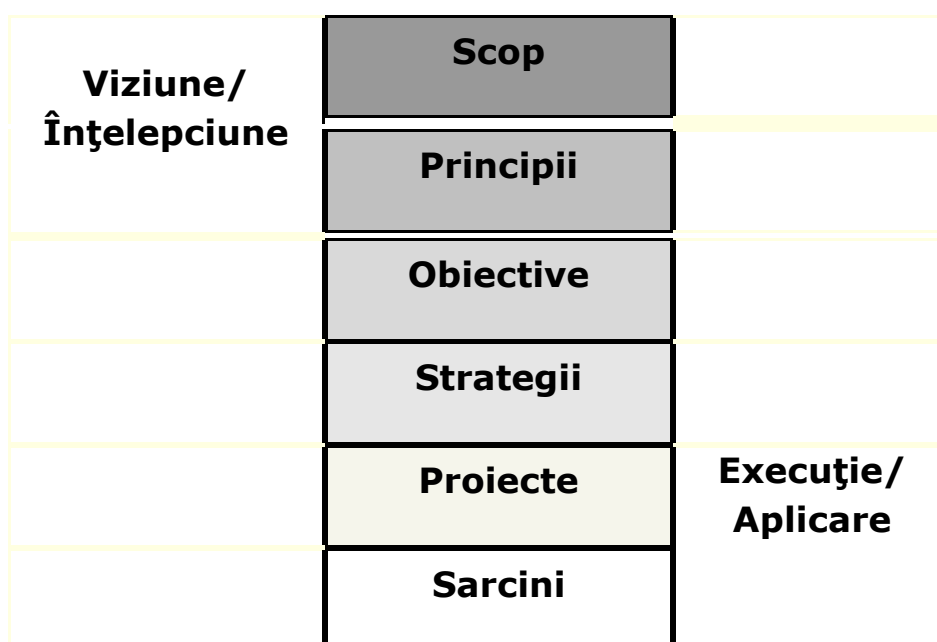 Scop
Viziune/
Înţelepciune
Principii
Obiective
Strategii
Proiecte
Execuţie/
Aplicare
Sarcini